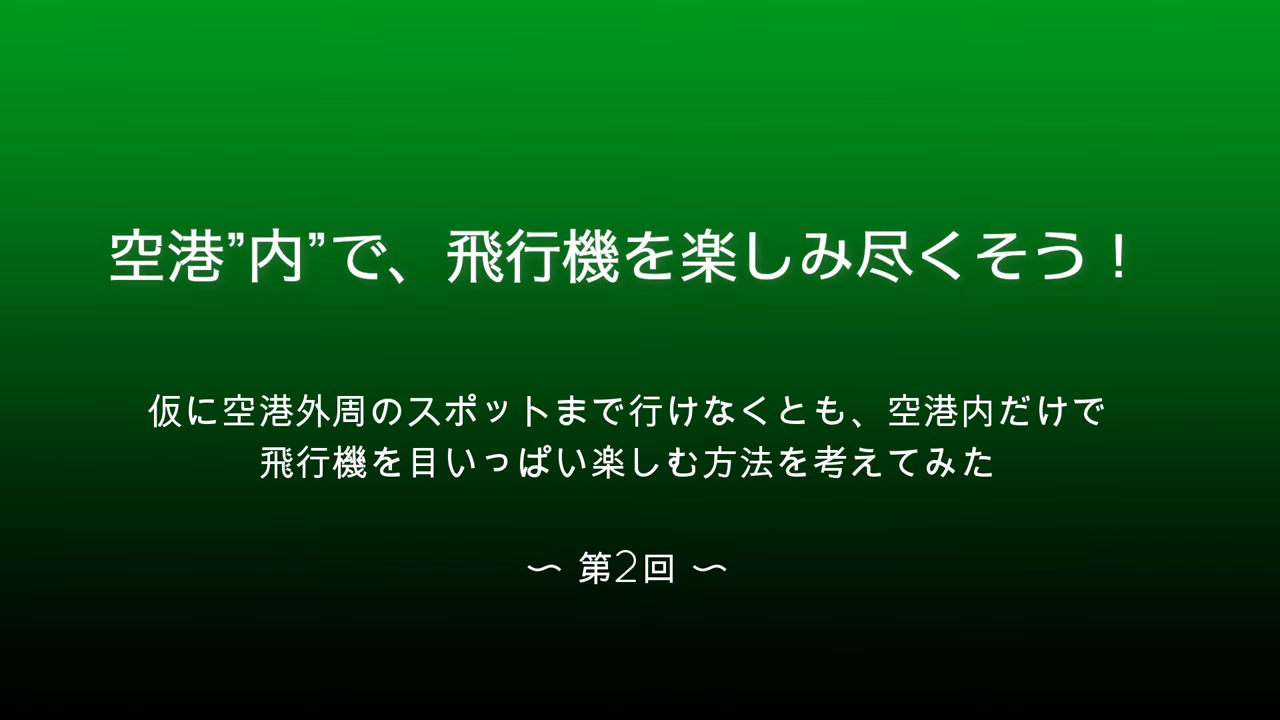 空港”内”で、飛行機を楽しみ尽くそう！
仮に空港外周のスポットまで行けなくとも、空港内だけで
飛行機を目いっぱい楽しむ方法を考えてみた
〜 第2回 〜